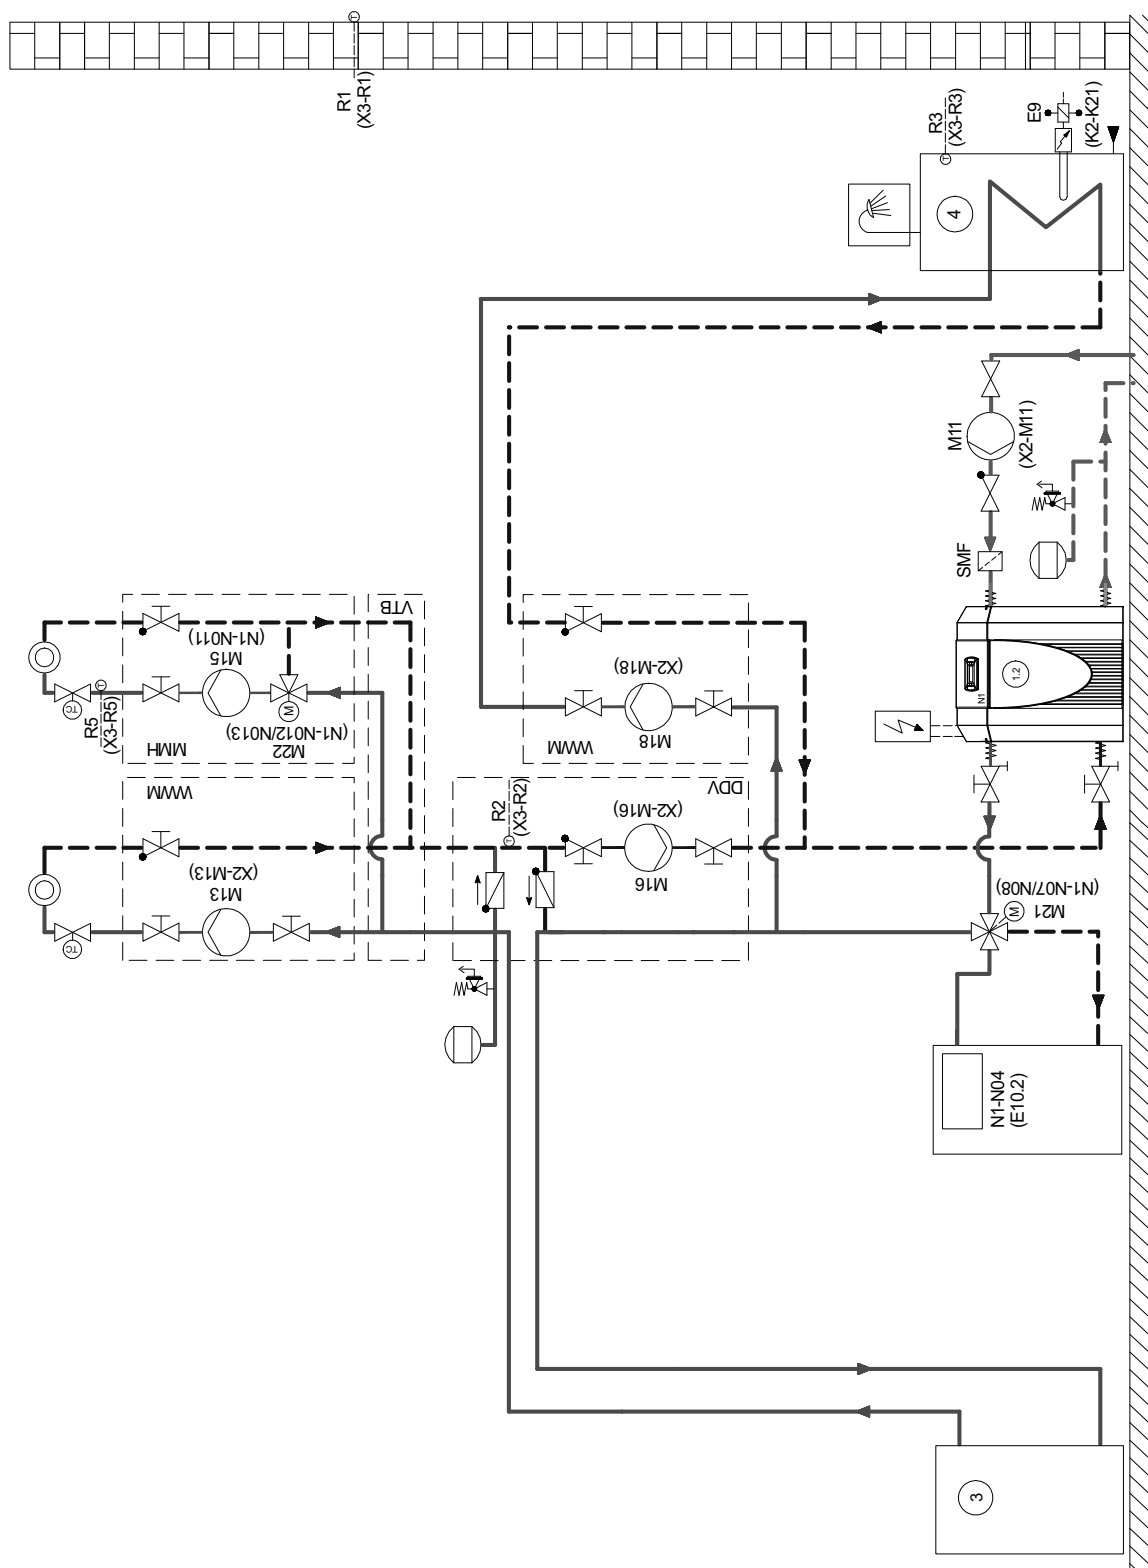 R1
(X3-R1)
R3
(X3-R3)
E9
(K2-K21)
4
T
T
M11
(X2-M11)
SMF
TC
T
R5
(X3-R5)
M15
(N1-N011)
M
M22
(N1-N012/N013)
MMH
VTB
TC
M13
(X2-M13)
WWM
M18
(X2-M18)
WWM
R2
(X3-R2)
T
M16
(X2-M16)
DDV
N1
1.2
M
M21
(N1-N07/N08)
N1-N04
(E10.2)
3